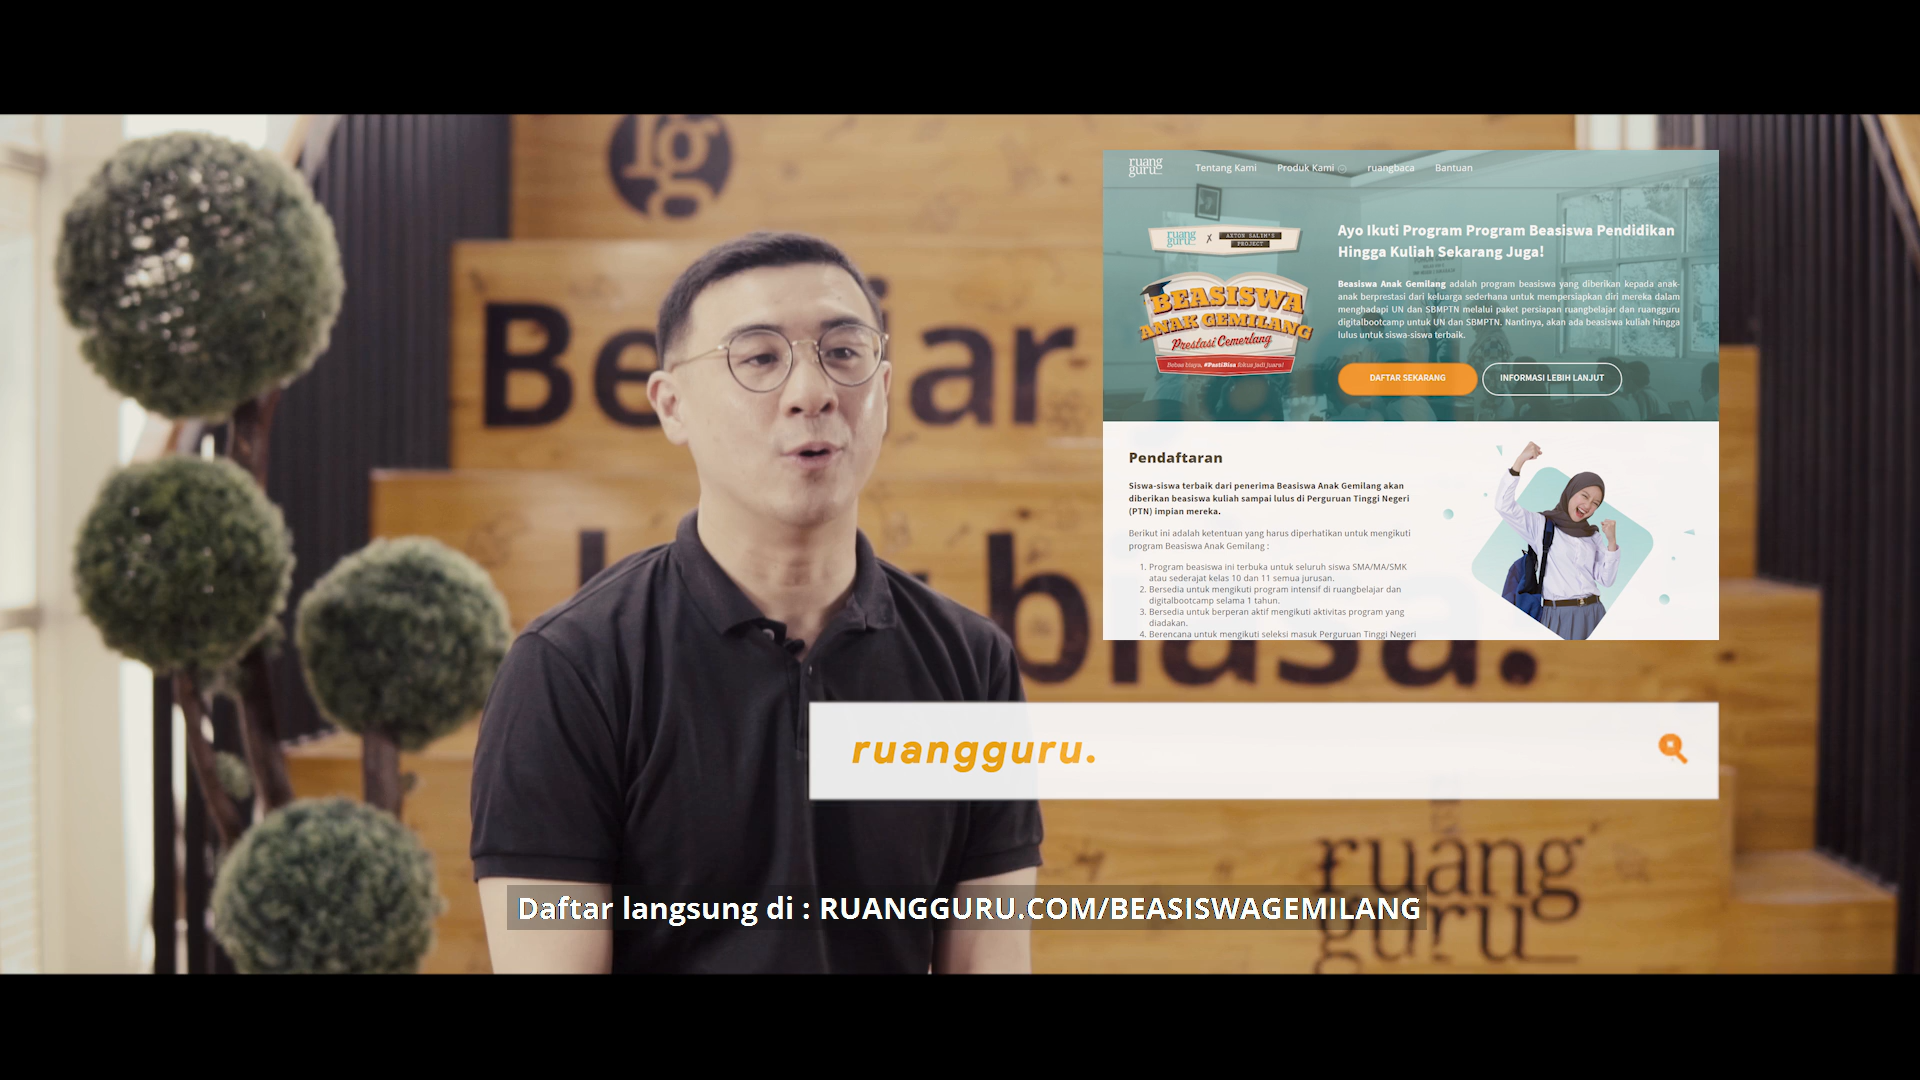 lg
Belajar
biasa.
ruang
guru
Tentang Kami
Produk Kami
ruangbaca
Bantuan
ruang
guru
X
AXTON SALIM'S
PROJECT
BEASISWA
ANAK GEMILANG
Prestasi Cemerlang
Bebas biaya, #PastiBisa fokus jadi juara!
Ayo Ikuti Program Program Beasiswa Pendidikan
Hingga Kuliah Sekarang Juga!
Beasiswa Anak Gemilang adalah program beasiswa yang diberikan kepada anak-
anak berprestasi dari keluarga sederhana untuk mempersiapkan diri mereka dalam
menghadapi UN dan SBMPTN melalui paket persiapan ruangbelajar dan ruangguru
digitalbootcamp untuk UN dan SBMPTN. Nantinya, akan ada beasiswa kuliah hingga
lulus untuk siswa-siswa terbaik.
DAFTAR SEKARANG
INFORMASI LEBIH LANJUT
Pendaftaran
Siswa-siswa terbaik dari penerima Beasiswa Anak Gemilang akan
diberikan beasiswa kuliah sampai lulus di Perguruan Tinggi Negeri
(PTN) impian mereka.
Berikut ini adalah ketentuan yang harus diperhatikan untuk mengikuti
program Beasiswa Anak Gemilang :
1. Program beasiswa ini terbuka untuk seluruh siswa SMA/MA/SMK
atau sederajat kelas 10 dan 11 semua jurusan.
2. Bersedia untuk mengikuti program intensif di ruangbelajar dan
digitalbootcamp selama 1 tahun.
3. Bersedia untuk berperan aktif mengikuti aktivitas program yang
diadakan.
4. Berencana untuk mengikuti seleksi masuk Perguruan Tinggi Negeri
ruangguru.
ruang
guru
Daftar langsung di : RUANGGURU.COM/BEASISWAGEMILANG